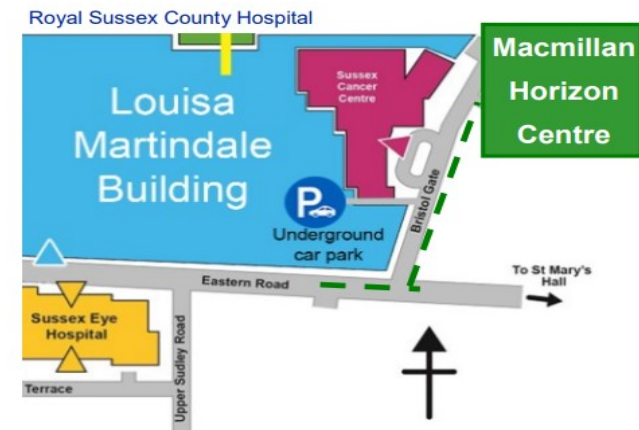 Royal Sussex County Hospital
Macmillan
Horizon
Centre
Sussex
Cancer
Centre
Louisa
Martindale
Building
P
Underground
car park
Bristol Gate
Eastern Road
To St Mary's
Hall
Sussex Eye
Hospital
Upper Sudley Road
Terrace